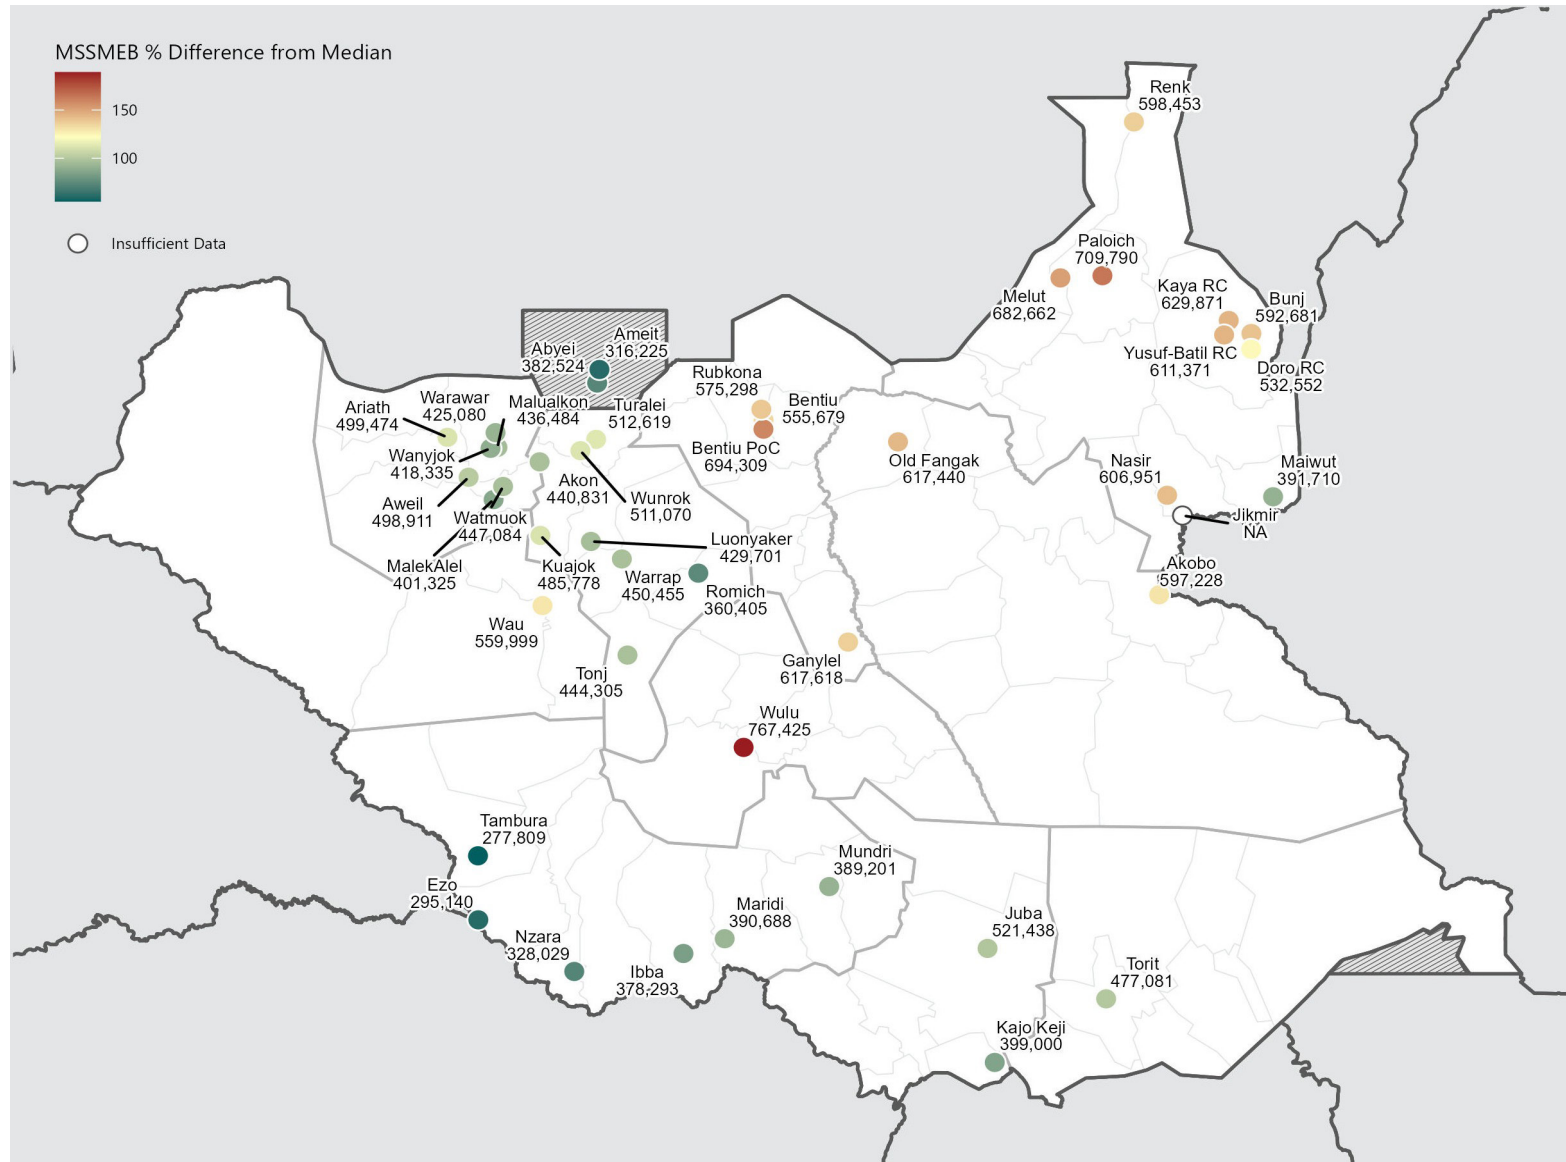 MSSMEB % Difference from Median
150
100
Insufficient Data
Renk
598,453
Paloich
709,790
Melut
682,662
Kaya RC
629,871
Bunj
592,681
Yusuf-Batil RC
611,371
Doro RC
532,552
Ameit
316,225
Abyei
382,524
Rubkona
575,298
Bentiu
555,679
Bentiu PoC
694,309
Ariath
499,474
Warawar
425,080
Malualkon
436,484
Turalei
512,619
Wanyjok
418,335
Akon
440,831
Wunrok
511,070
Aweil
498,911
Watmuok
447,084
MalekAlel
401,325
Kuajok
485,778
Luonyaker
429,701
Warrap
450,455
Romich
360,405
Old Fangak
617,440
Nasir
606,951
Maiwut
391,710
Jikmir
NA
Akobo
597,228
Wau
559,999
Tonj
444,305
Ganylel
617,618
Wulu
767,425
Tambura
277,809
Ezo
295,140
Nzara
328,029
Ibba
378,293
Maridi
390,688
Mundri
389,201
Juba
521,438
Torit
477,081
Kajo Keji
399,000